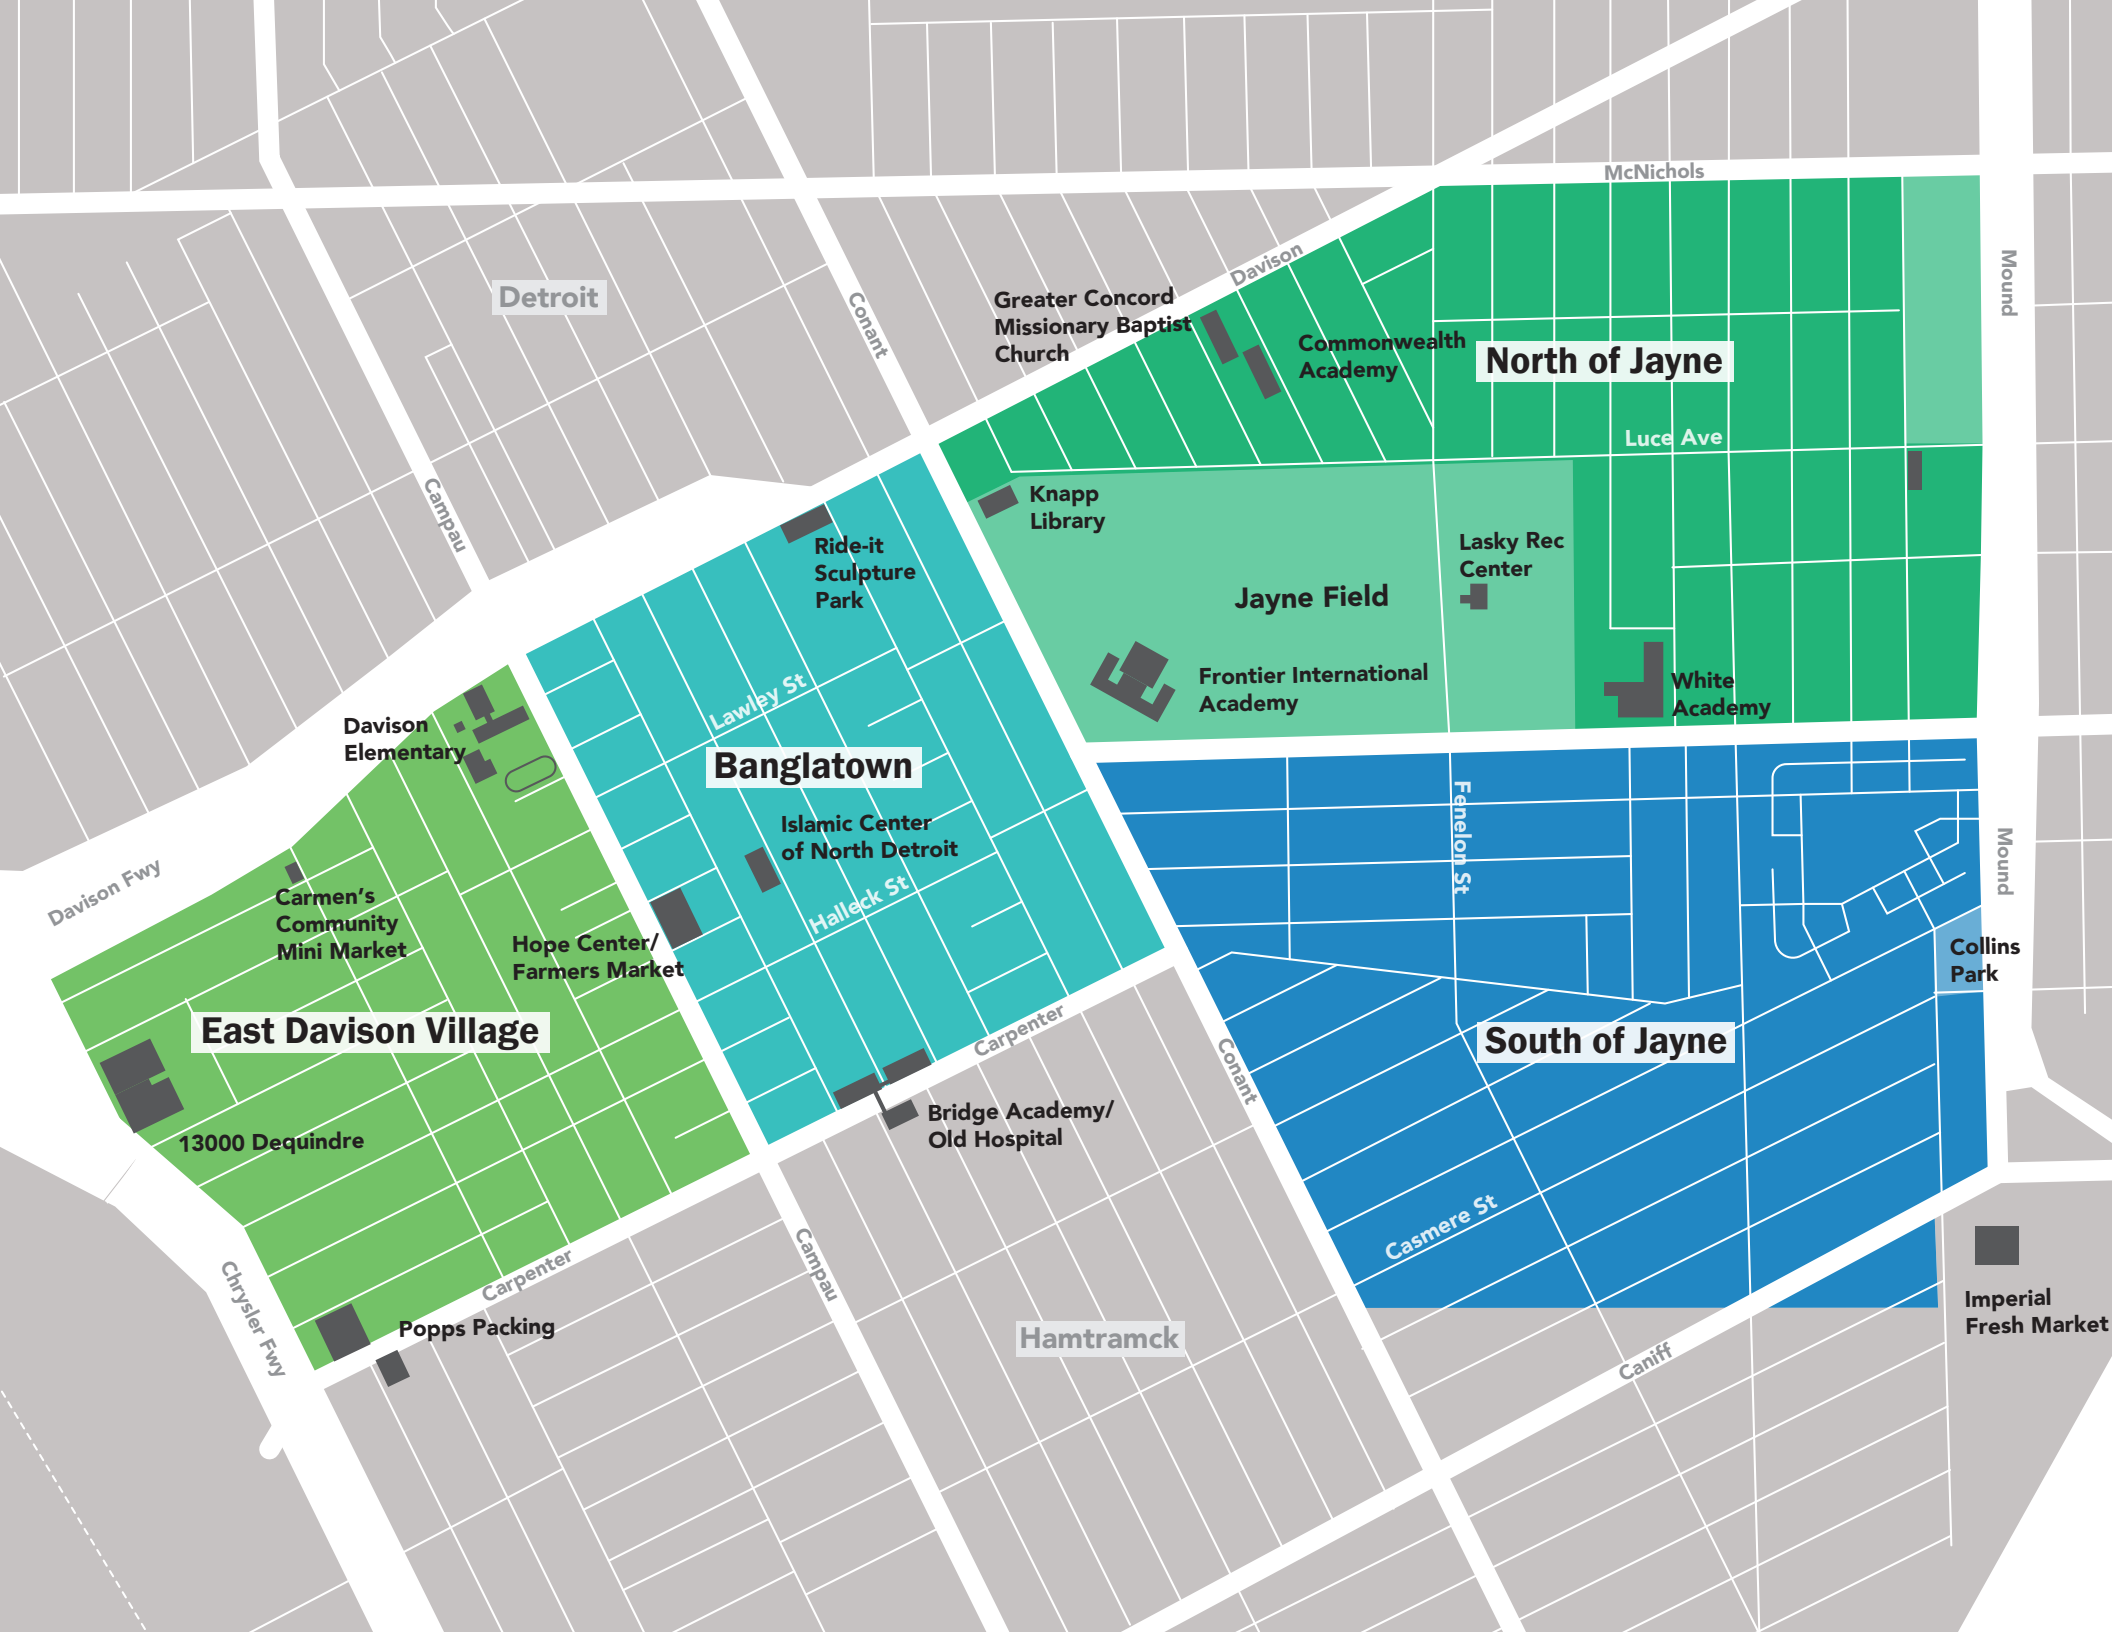 McNichols
Mound
Davison
Detroit
Conant
Greater Concord
Missionary Baptist
Church
Commonwealth
Academy
North of Jayne
Luce Ave
Campau
Knapp
Library
Ride-it
Sculpture
Park
Lasky Rec
Center
Jayne Field
Frontier International
Academy
White
Academy
Lawley St
Davison
Elementary
Banglatown
Islamic Center
of North Detroit
Halleck St
Fenelon St
Mound
Davison Fwy
Carmen's
Community
Mini Market
Hope Center/
Farmers Market
Collins
Park
East Davison Village
Carpenter
South of Jayne
Conant
Bridge Academy/
Old Hospital
13000 Dequindre
Casmere St
Chrysler Fwy
Carpenter
Campau
Popps Packing
Hamtramck
Caniff
Imperial
Fresh Market